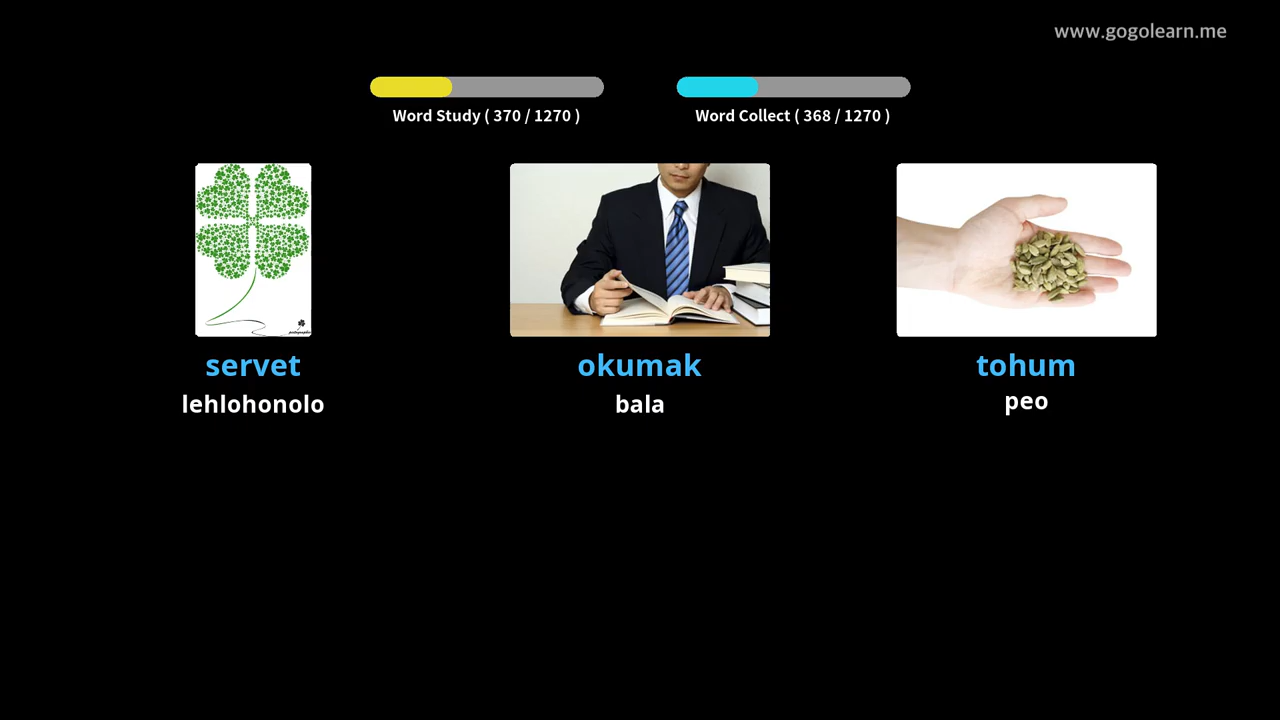 www.gogolearn.me
Word Study ( 370 / 1270 )
Word Collect ( 368 / 1270 )
servet
lehlohonolo
okumak
bala
tohum
peo